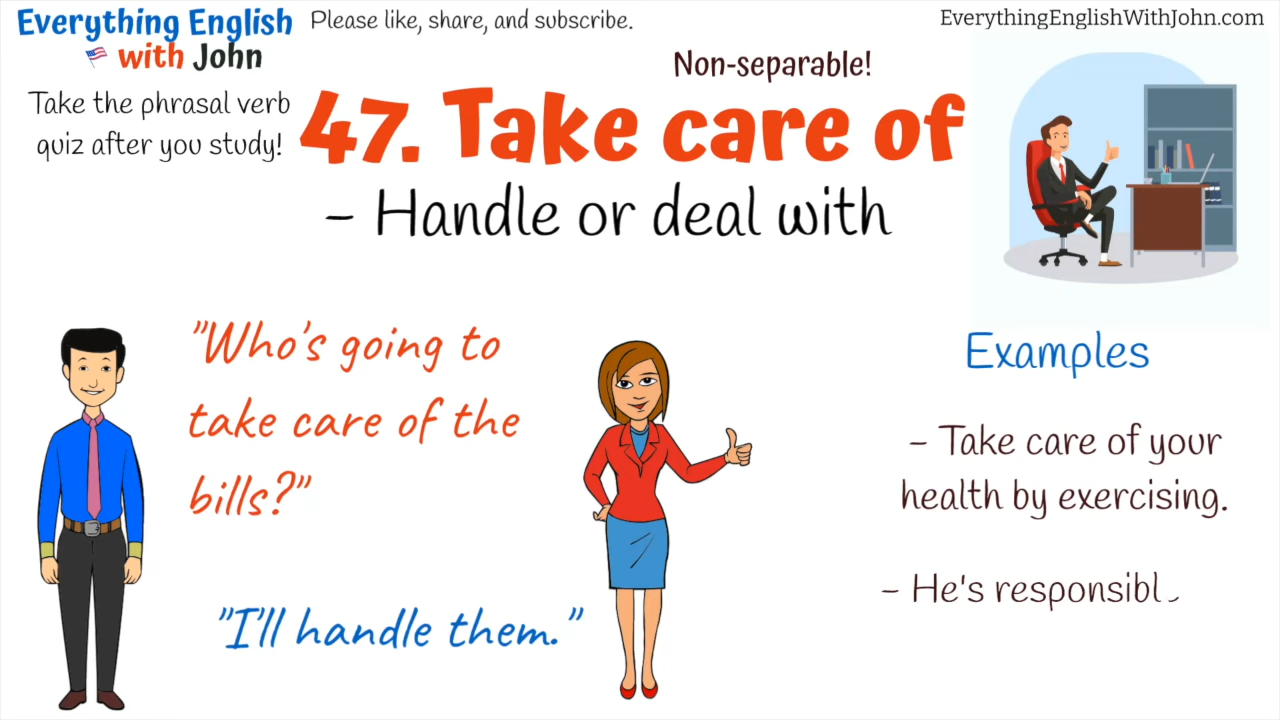 Everything English
with John
Please like, share, and subscribe.
EverythingEnglishWithJohn.com
Take the phrasal verb
quiz after you study!
Non-separable!
47. Take care of
- Handle or deal with
"Who's going to
take care of the
bills?"
"I'll handle them."
Examples
- Take care of your
health by exercising.
- He's responsibl